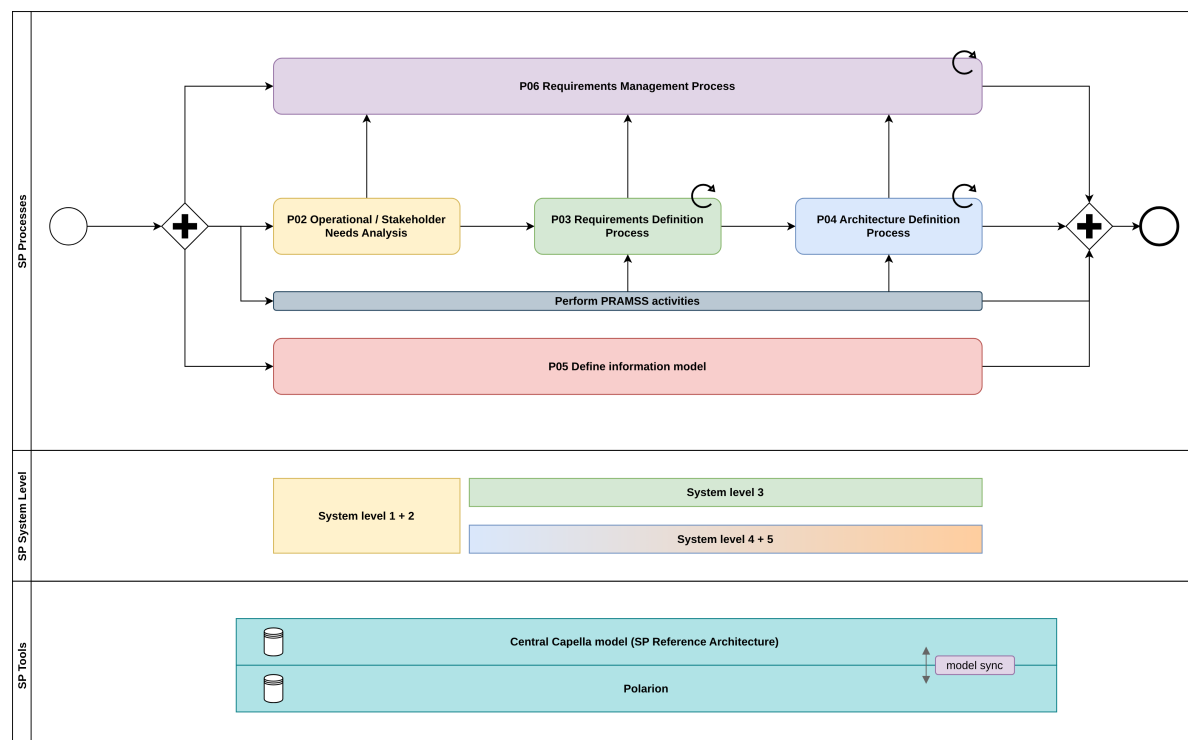 SP Processes
P06 Requirements Management Process
P02 Operational / Stakeholder
Needs Analysis
P03 Requirements Definition
Process
P04 Architecture Definition
Process
Perform PRAMSS activities
P05 Define information model
SP System Level
System level 1 + 2
System level 3
System level 4 + 5
SP Tools
Central Capella model (SP Reference Architecture)
model sync
Polarion